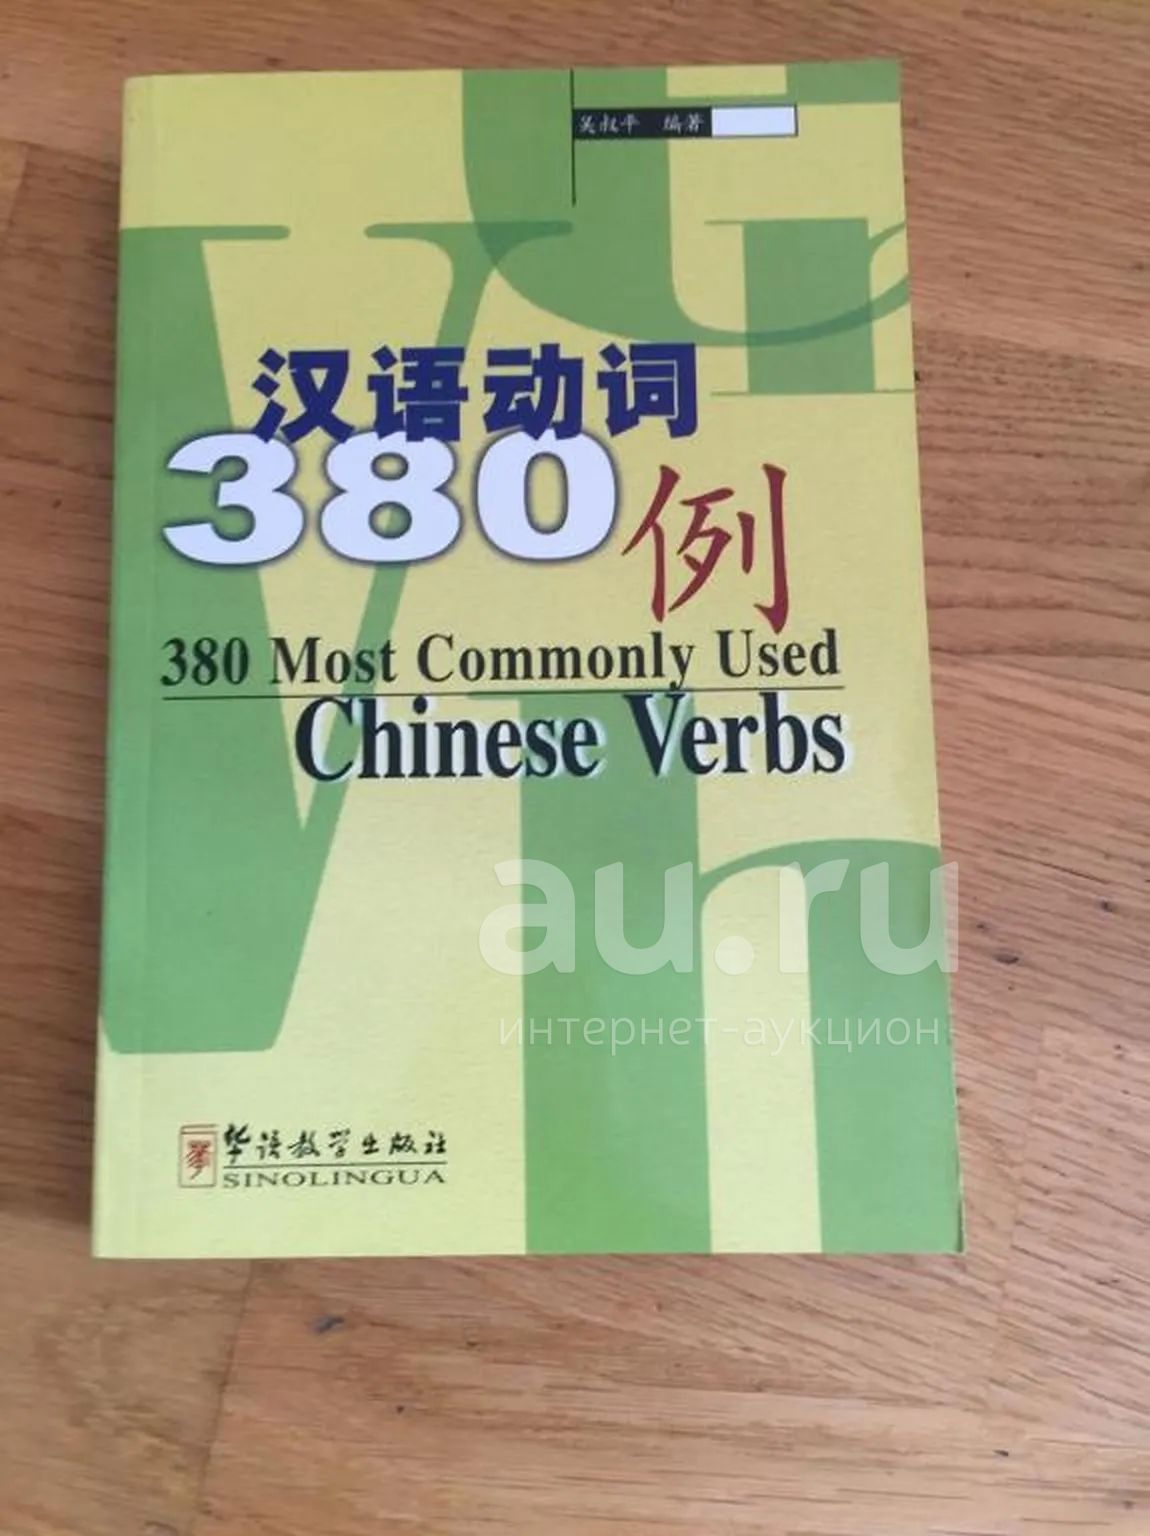 吴叔平 编著
汉语动词
380例
380 Most Commonly Used
Chinese Verbs
au.ru
интернет-аукцион
华语教学出版社
SINOLINGUA